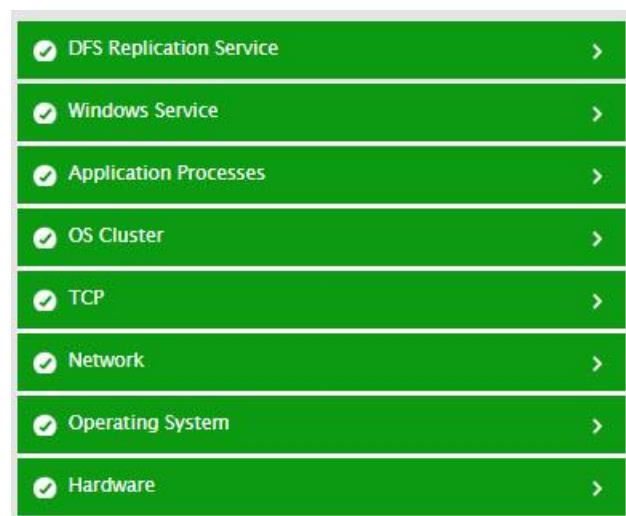 DFS Replication Service
Windows Service
Application Processes
OS Cluster
TCP
Network
Operating System
Hardware